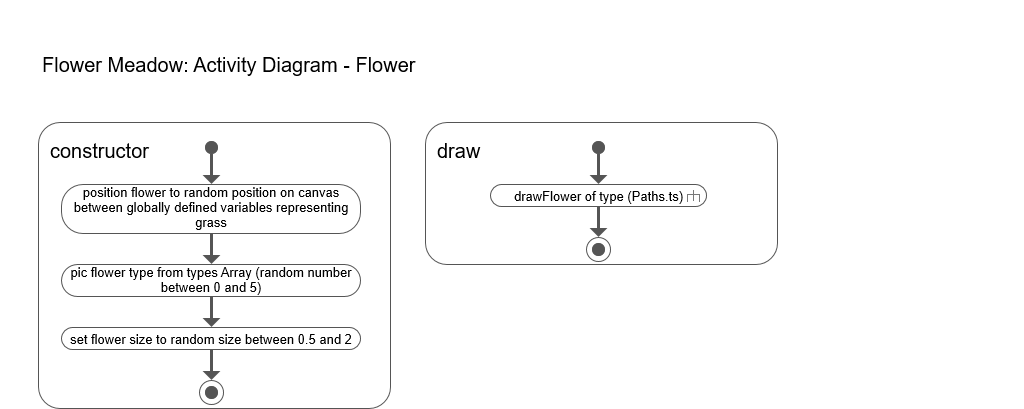 Flower Meadow: Activity Diagram - Flower
constructor
position flower to random position on canvas
between globally defined variables representing
grass
pic flower type from types Array (random number
between 0 and 5)
set flower size to random size between 0.5 and 2
draw
drawFlower of type (Paths.ts)